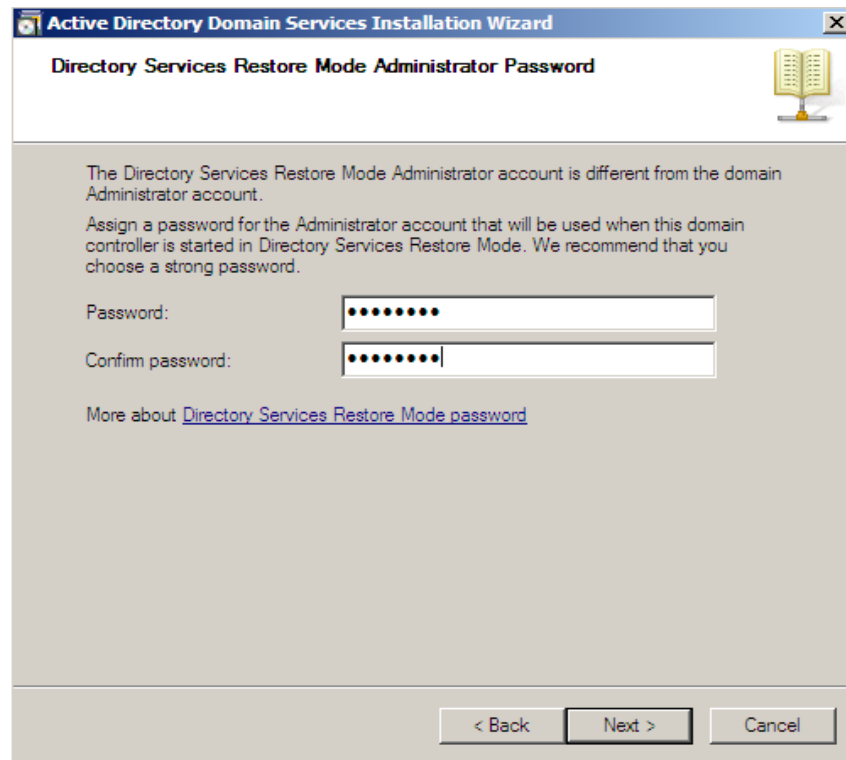 Active Directory Domain Services Installation Wizard
Directory Services Restore Mode Administrator Password
The Directory Services Restore Mode Administrator account is different from the domain
Administrator account.
Assign a password for the Administrator account that will be used when this domain
controller is started in Directory Services Restore Mode. We recommend that you
choose a strong password.
Password: ••••••••
Confirm password: ••••••••
More about Directory Services Restore Mode password
< Back Next > Cancel